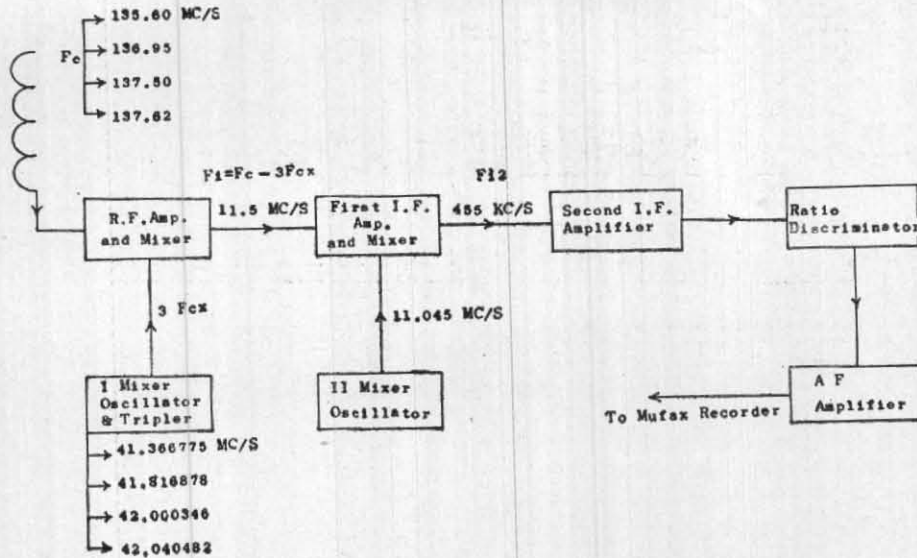 135.60 MC/S
Fc
136.95
137.50
137.62
Fi=Fc - 3Fcx
Fi2
R.F.Amp.
and Mixer
11.5 MC/S
First I.F.
Amp.
and Mixer
455 KC/S
Second I.F.
Amplifier
Ratio
Discriminator
3 Fcx
11.045 MC/S
I Mixer
Oscillator
& Tripler
II Mixer
Oscillator
To Mufax Recorder
A F
Amplifier
41.366775 MC/S
41.816878
42.000346
42.040482